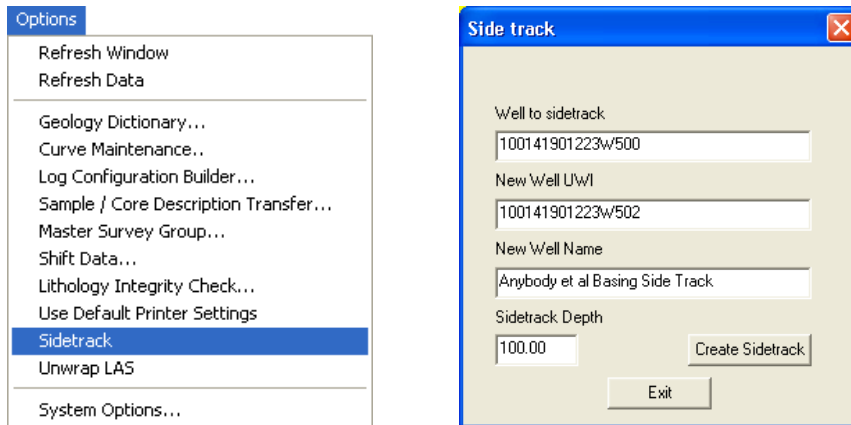 Options
Refresh Window
Refresh Data
Geology Dictionary...
Curve Maintenance..
Log Configuration Builder...
Sample / Core Description Transfer...
Master Survey Group...
Shift Data...
Lithology Integrity Check...
Use Default Printer Settings
Sidetrack
Unwrap LAS
System Options...
Side track
Well to sidetrack
100141901223W500
New Well UWI
100141901223W502
New Well Name
Anybody et al Basing Side Track
Sidetrack Depth
100.00
Create Sidetrack
Exit